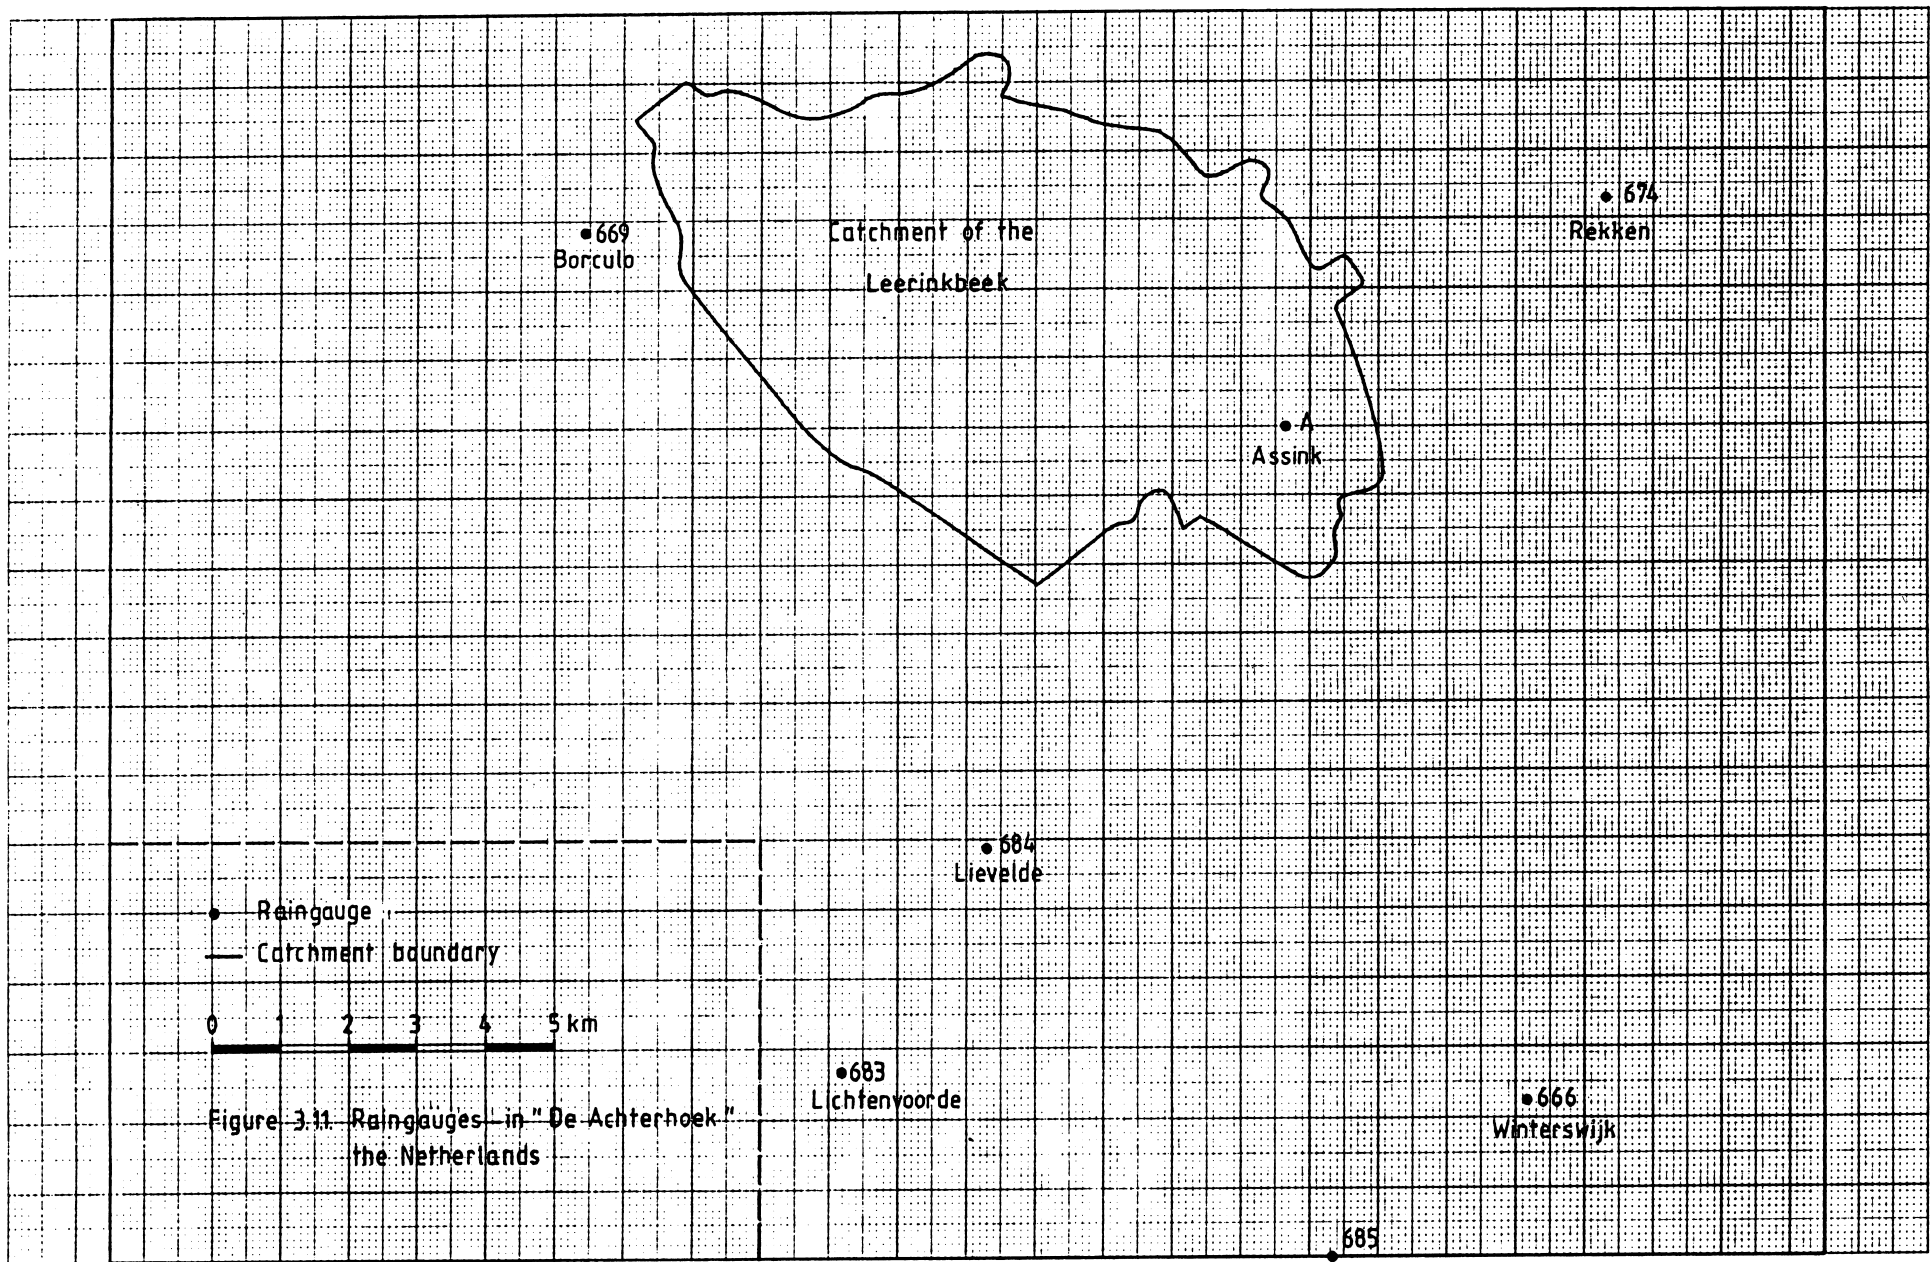 674
Rekken
669
Borculo
Catchment of the
Leerinkbeek
A
Assink
684
Lievelde
Raingauge
Catchment boundary
0 1 2 3 4 5 km
683
Lichtenvoorde
666
Winterswijk
Figure 3.11. Raingauges in "De Achterhoek"
the Netherlands
685